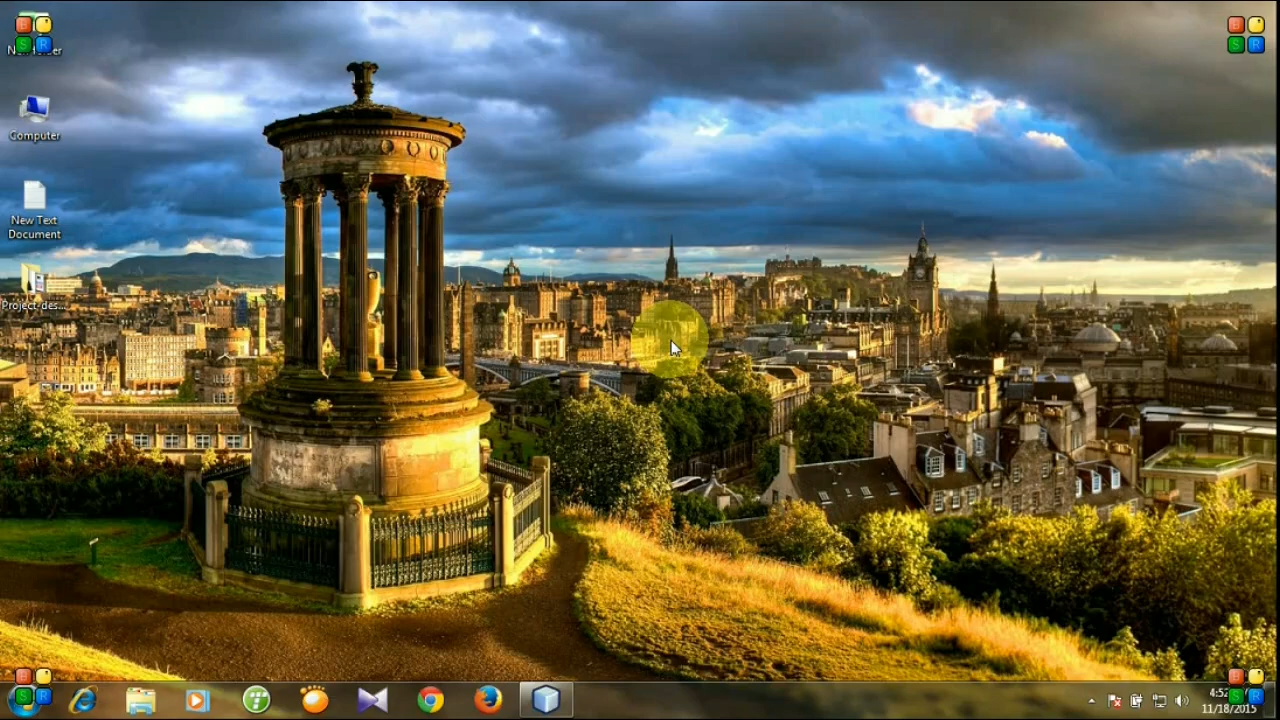 B
S R
B
S R
Computer
New Text
Document
Project-des...
B
S R
B
S R
4:52
11/18/2015